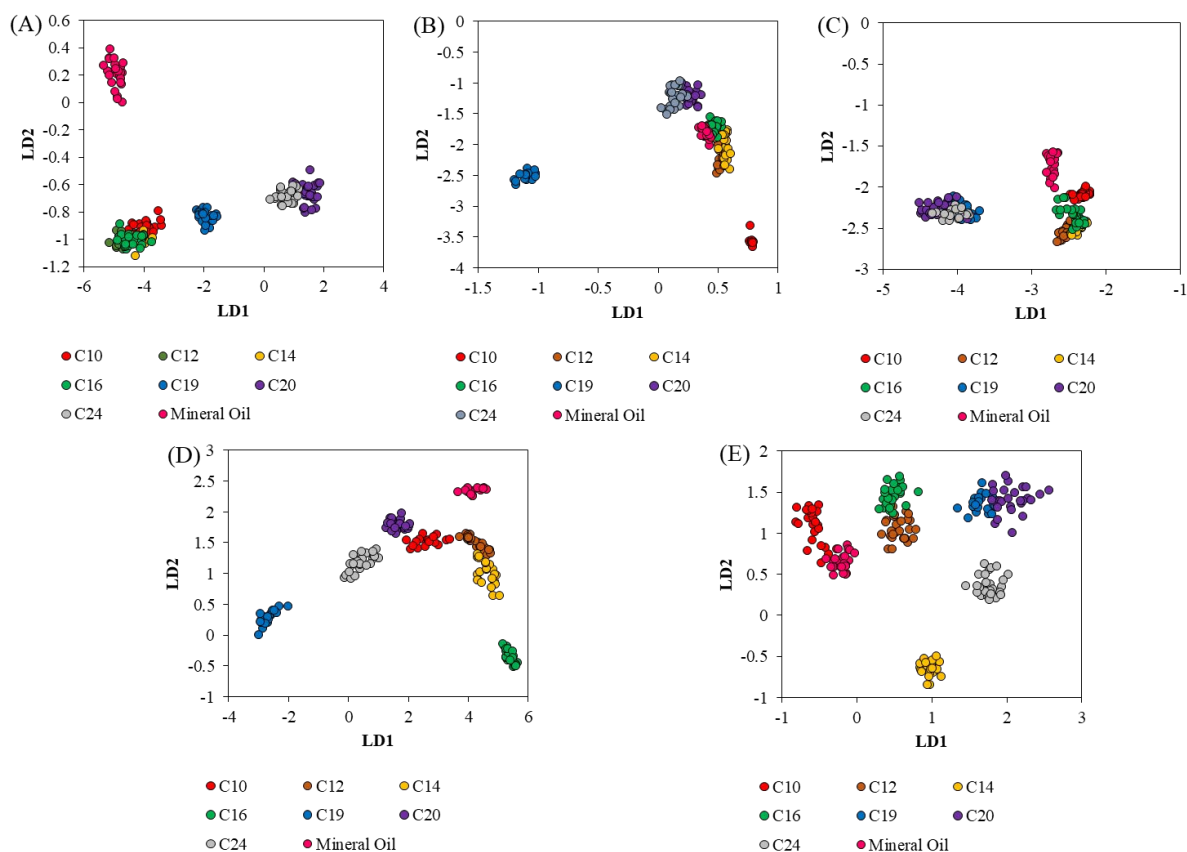 (A)
0.6
0.4
0.2
0
-0.2
-0.4
-0.6
-0.8
-1
-1.2
LD2
-6 -4 -2 0 2 4
LD1
C10 C12 C14
C16 C19 C20
C24 Mineral Oil
(B)
0
-0.5
-1
-1.5
-2
-2.5
-3
-3.5
-4
LD2
-1.5 -1 -0.5 0 0.5 1
LD1
C10 C12 C14
C16 C19 C20
C24 Mineral Oil
(C)
0
-0.5
-1
-1.5
-2
-2.5
-3
LD2
-5 -4 -3 -2 -1
LD1
C10 C12 C14
C16 C19 C20
C24 Mineral Oil
(D)
3
2.5
2
1.5
1
0.5
0
-0.5
-1
LD2
-4 -2 0 2 4 6
LD1
C10 C12 C14
C16 C19 C20
C24 Mineral Oil
(E)
2
1.5
1
0.5
0
-0.5
-1
LD2
-1 0 1 2 3
LD1
C10 C12 C14
C16 C19 C20
C24 Mineral Oil